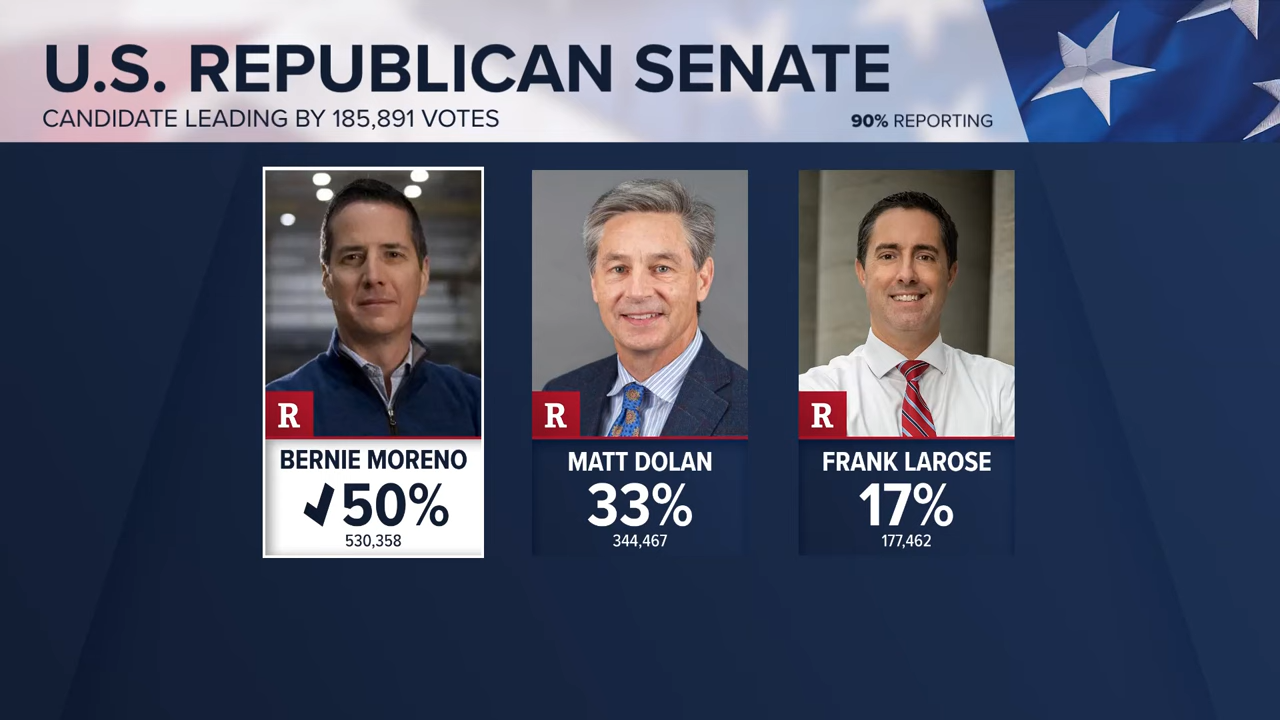 U.S. REPUBLICAN SENATE
CANDIDATE LEADING BY 185,891 VOTES
90% REPORTING
R
R
R
BERNIE MORENO
MATT DOLAN
FRANK LAROSE
✓50%
33%
17%
530,358
344,467
177,462